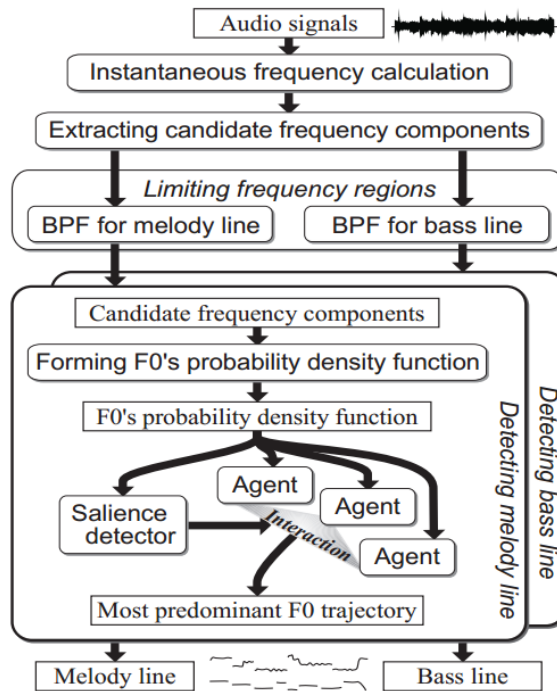 Audio signals
Instantaneous frequency calculation
Extracting candidate frequency components
Limiting frequency regions
BPF for melody line
BPF for bass line
Candidate frequency components
Forming F0's probability density function
F0's probability density function
Agent
Agent
Salience
detector
Interaction
Agent
Most predominant F0 trajectory
Detecting melody line
Detecting bass line
Melody line
Bass line